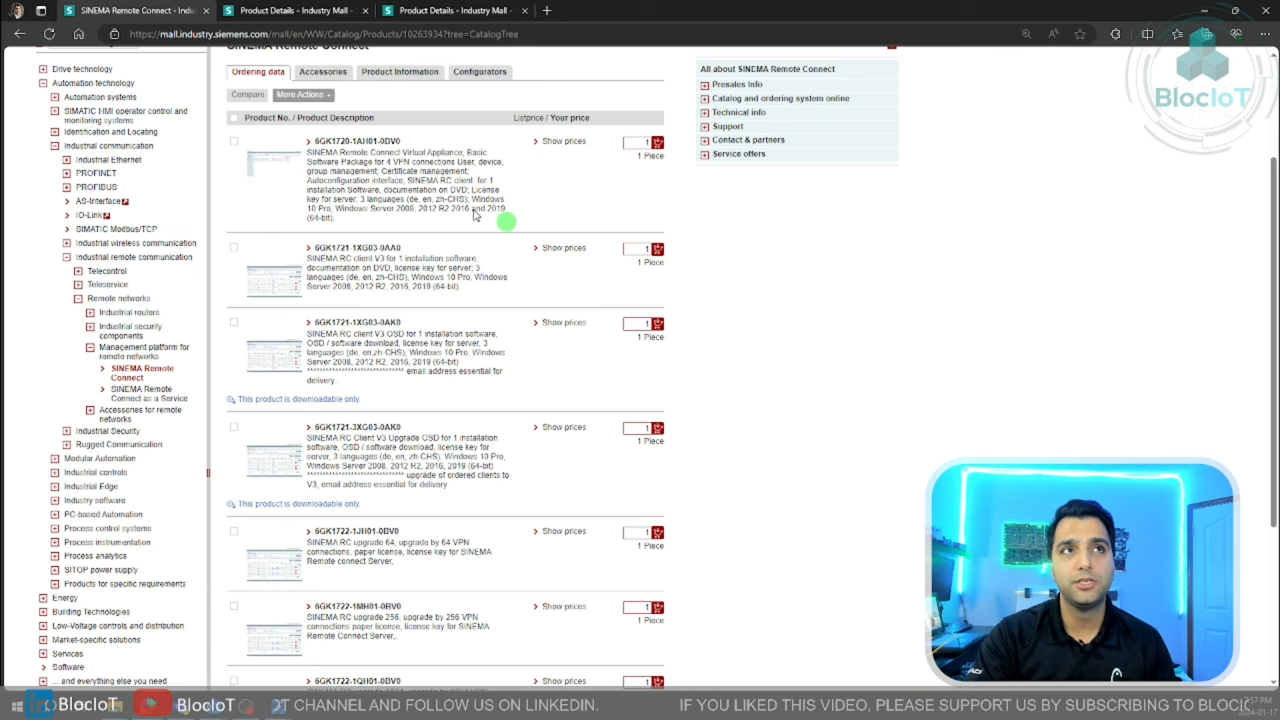 SINEMA Remote Connect - Indus
Product Details - Industry Mall -
Product Details - Industry Mall -
https://mall.industry.siemens.com/mall/en/WW/Catalog/Products/10263934?tree=CatalogTree
SINEMA Remote Connect
Drive technology
Automation technology
Automation systems
SIMATIC HMI operator control and
monitoring systems
Identification and Locating
Industrial communication
Industrial Ethernet
PROFINET
PROFIBUS
AS-Interface
IO-Link
SIMATIC Modbus/TCP
Industrial wireless communication
Industrial remote communication
Telecontrol
Teleservice
Remote networks
Industrial routers
Industrial security
components
Management platform for
remote networks
SINEMA Remote
Connect
SINEMA Remote
Connect as a Service
Accessories for remote
networks
Industrial Security
Rugged Communication
Modular Automation
Industrial controls
Industrial Edge
Industry software
PC-based Automation
Process control systems
Process instrumentation
Process analytics
SITOP power supply
Products for specific requirements
Energy
Building Technologies
Low-Voltage controls and distribution
Market-specific solutions
Services
Software
... and everything else you need
Ordering data
Accessories
Product Information
Configurators
Compare
More Actions
Product No. / Product Description
Listprice / Your price
6GK1720-1AH01-0BV0
Show prices
1
1 Piece
SINEMA Remote Connect Virtual Appliance, Basic
Software Package for 4 VPN connections User, device,
group management; Certificate management;
Autoconfiguration interface; SINEMA RC client: for 1
installation Software, documentation on DVD; License
key for server; 3 languages (de, en, zh-CHS); Windows
10 Pro, Windows Server 2008, 2012 R2 2016 and 2019
(64-bit).
6GK1721-1XG03-0AA0
Show prices
1
1 Piece
SINEMA RC client V3 for 1 installation software,
documentation on DVD, license key for server; 3
languages (de, en, zh-CHS), Windows 10 Pro, Windows
Server 2008, 2012 R2, 2016, 2019 (64-bit).
6GK1721-1XG03-0AK0
Show prices
1
1 Piece
SINEMA RC client V3 OSD for 1 installation software,
OSD / software download, license key for server, 3
languages (de, en,zh-CHS), Windows 10 Pro, Windows
Server 2008, 2012 R2, 2016, 2019 (64-bit)
************************** email address essential for
delivery .
This product is downloadable only.
6GK1721-3XG03-0AK0
Show prices
1
1 Piece
SINEMA RC Client V3 Upgrade OSD for 1 installation
software, OSD / software download, license key for
server, 3 languages (de, en, zh-CHS), Windows 10 Pro,
Windows Server 2008, 2012 R2, 2016, 2019 (64-bit)
************************** upgrade of ordered clients to
V3, email address essential for delivery .
This product is downloadable only.
6GK1722-1JH01-0BV0
Show prices
1
1 Piece
SINEMA RC upgrade 64, upgrade by 64 VPN
connections, paper license, license key for SINEMA
Remote connect Server,
6GK1722-1MH01-0BV0
Show prices
1
1 Piece
SINEMA RC upgrade 256, upgrade by 256 VPN
connections paper license, license key for SINEMA
Remote Connect Server,.
6GK1722-1QH01-0BV0
Show prices
1
All about SINEMA Remote Connect
Presales Info
Catalog and ordering system online
Technical info
Support
Contact & partners
Service offers
BlocIoT
BlocIoT
BlocIoT
OT CHANNEL AND FOLLOW US ON LINKEDIN.
IF YOU LIKED THIS VIDEO, PLEASE SUPPORT US BY SUBSCRIBING TO BLOCIO
2024-01-17